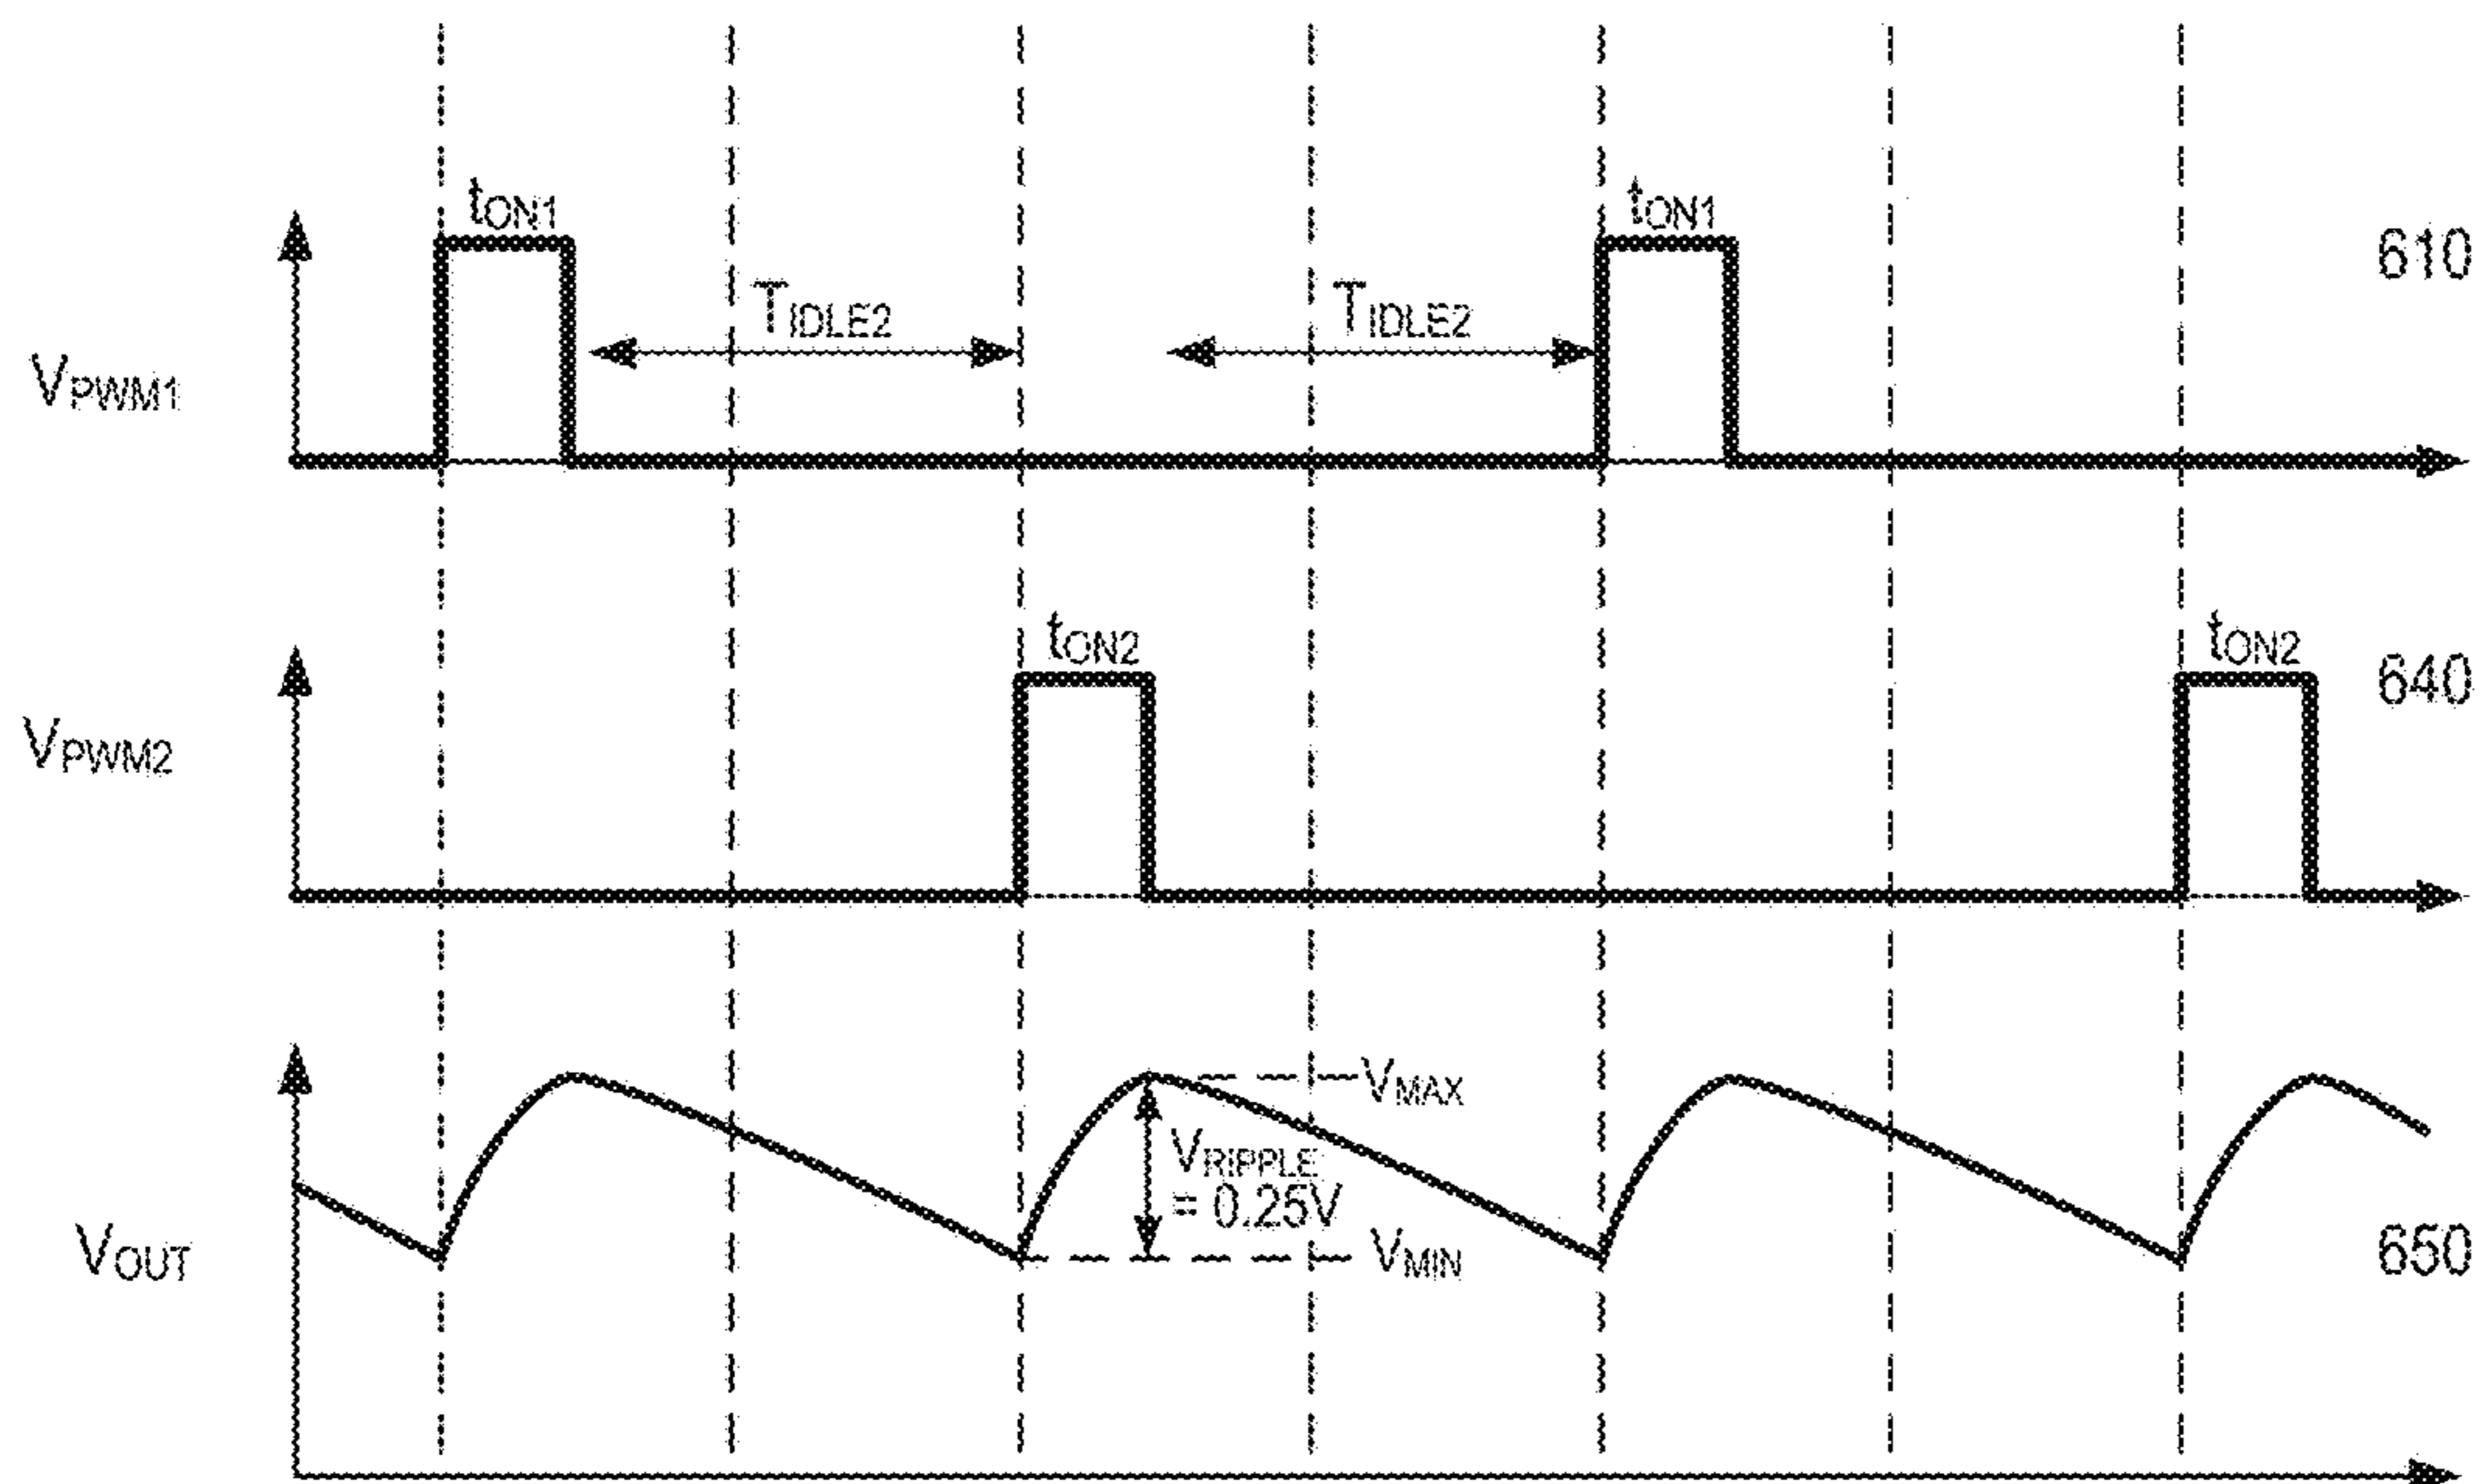 tON1
tON1
610
TIDLE2
TIDLE2
VPWM1
tON2
tON2
640
VPWM2
VMAX
VRIPPLE
= 0.25V
VOUT
VMIN
650